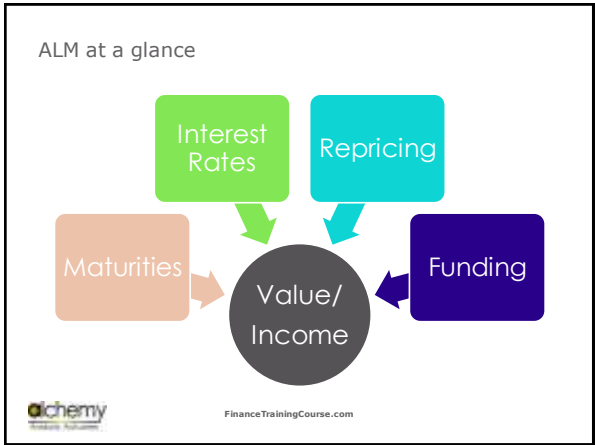 ALM at a glance
Interest
Rates
Repricing
Maturities
Funding
Value/
Income
alchemy
FinanceTrainingCourse.com